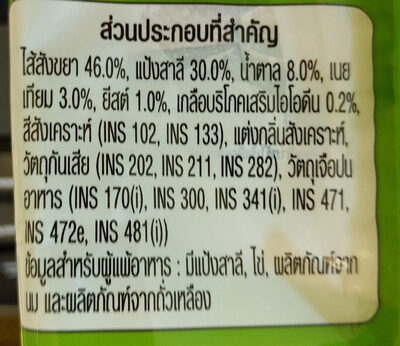 ส่วนประกอบที่สำคัญ
ไส้สังขยา 46.0%, แป้งสาลี 30.0%, น้ำตาล 8.0%, เนย
เทียม 3.0%, ยีสต์ 1.0%, เกลือบริโภคเสริมไอโอดีน 0.2%,
สีสังเคราะห์ (INS 102, INS 133), แต่งกลิ่นสังเคราะห์,
วัตถุกันเสีย (INS 202, INS 211, INS 282), วัตถุเจือปน
อาหาร (INS 170(i), INS 300, INS 341(i), INS 471,
INS 472e, INS 481(i))
ข้อมูลสำหรับผู้แพ้อาหาร : มีแป้งสาลี, ไข่, ผลิตภัณฑ์จาก
นม และผลิตภัณฑ์จากถั่วเหลือง